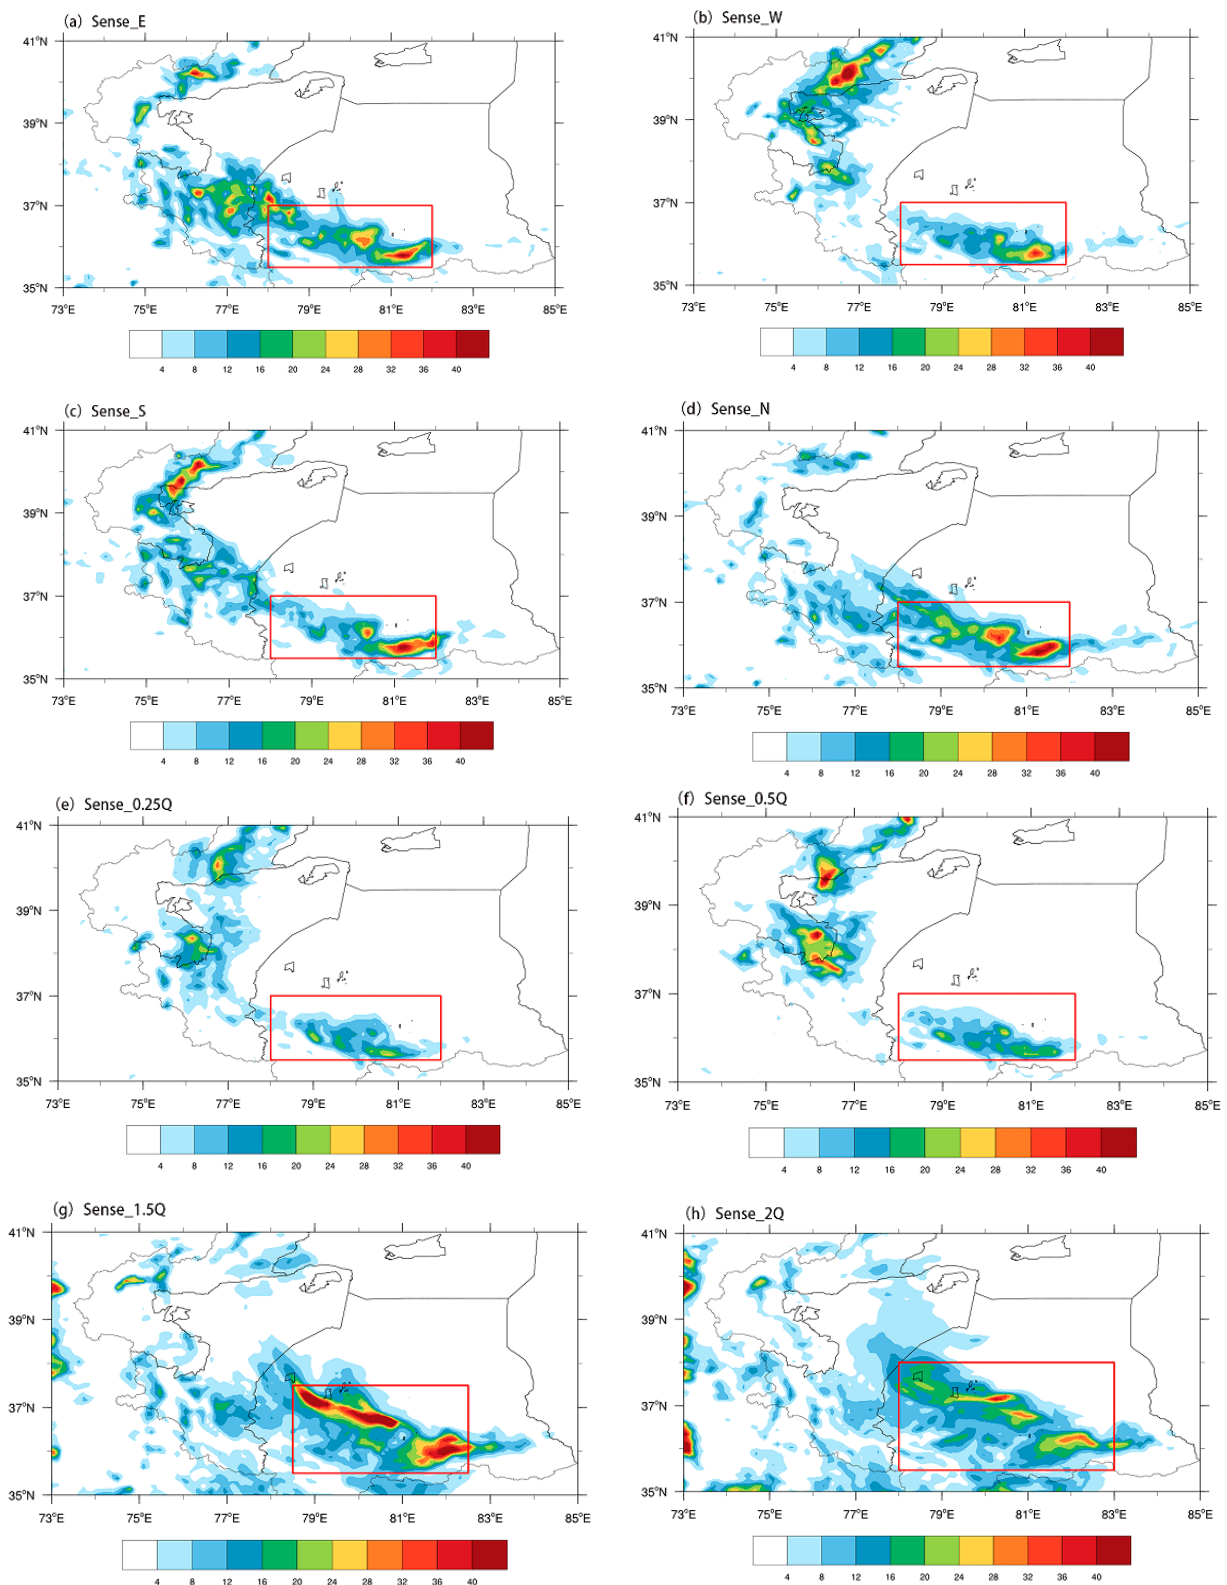 (a) Sense_E
(b) Sense_W
41°N
39°N
37°N
35°N
73°E 75°E 77°E 79°E 81°E 83°E 85°E
4 8 12 16 20 24 28 32 36 40
41°N
39°N
37°N
35°N
73°E 75°E 77°E 79°E 81°E 83°E 85°E
4 8 12 16 20 24 28 32 36 40
(c) Sense_S
(d) Sense_N
41°N
39°N
37°N
35°N
73°E 75°E 77°E 79°E 81°E 83°E 85°E
4 8 12 16 20 24 28 32 36 40
41°N
39°N
37°N
35°N
73°E 75°E 77°E 79°E 81°E 83°E 85°E
4 8 12 16 20 24 28 32 36 40
(e) Sense_0.25Q
(f) Sense_0.5Q
41°N
39°N
37°N
35°N
73°E 75°E 77°E 79°E 81°E 83°E 85°E
4 8 12 16 20 24 28 32 36 40
41°N
39°N
37°N
35°N
73°E 75°E 77°E 79°E 81°E 83°E 85°E
4 8 12 16 20 24 28 32 36 40
(g) Sense_1.5Q
(h) Sense_2Q
41°N
39°N
37°N
35°N
73°E 75°E 77°E 79°E 81°E 83°E 85°E
4 8 12 16 20 24 28 32 36 40
41°N
39°N
37°N
35°N
73°E 75°E 77°E 79°E 81°E 83°E 85°E
4 8 12 16 20 24 28 32 36 40